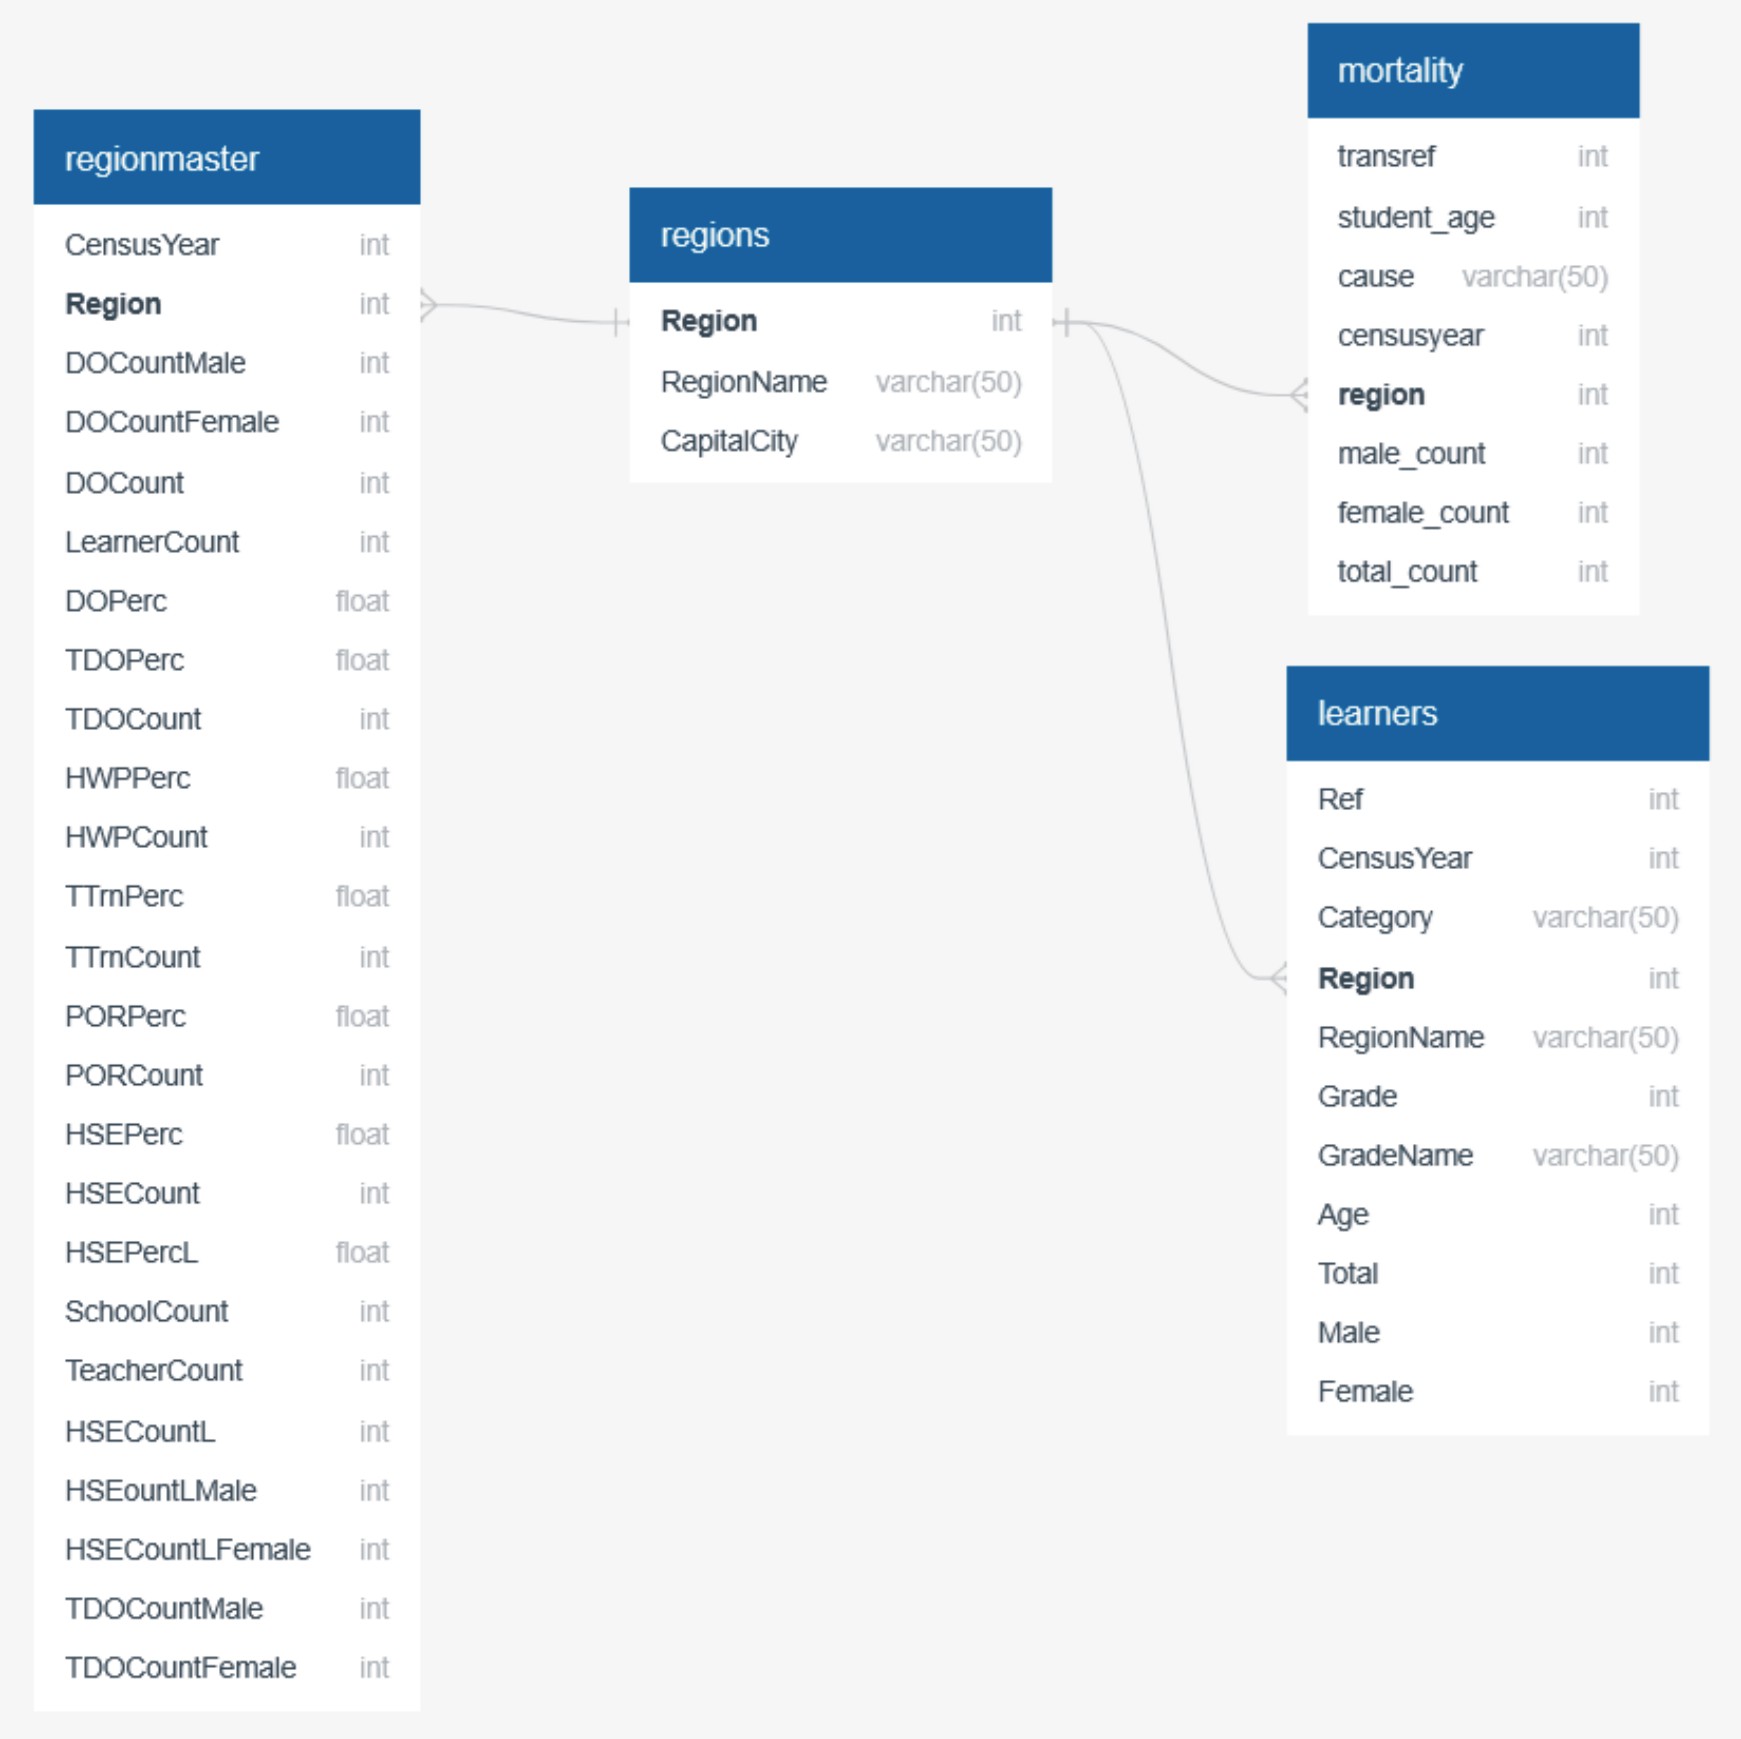 regionmaster
CensusYear int
Region int
DOCountMale int
DOCountFemale int
DOCount int
LearnerCount int
DOPerc float
TDOPerc float
TDOCount int
HWPPerc float
HWPCount int
TTrnPerc float
TTrnCount int
PORPerc float
PORCount int
HSEPerc float
HSECount int
HSEPercL float
SchoolCount int
TeacherCount int
HSECountL int
HSEountLMale int
HSECountLFemale int
TDOCountMale int
TDOCountFemale int
regions
Region int
RegionName varchar(50)
CapitalCity varchar(50)
mortality
transref int
student_age int
cause varchar(50)
censusyear int
region int
male_count int
female_count int
total_count int
learners
Ref int
CensusYear int
Category varchar(50)
Region int
RegionName varchar(50)
Grade int
GradeName varchar(50)
Age int
Total int
Male int
Female int